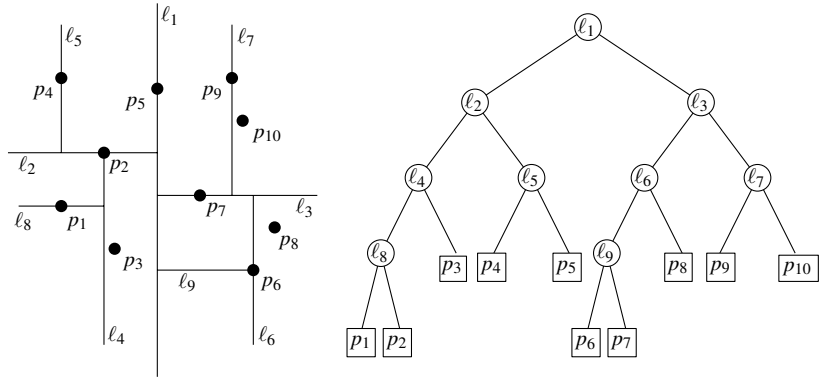 ℓ₁
ℓ₅
ℓ₇
p₄
p₅
p₉
p₁₀
ℓ₂
p₂
ℓ₈
p₁
p₇
ℓ₃
p₃
p₈
ℓ₉
p₆
ℓ₄
ℓ₆
ℓ₁
ℓ₂ ℓ₃
ℓ₄ ℓ₅ ℓ₆ ℓ₇
ℓ₈ p₃ p₄ p₅ ℓ₉ p₈ p₉ p₁₀
p₁ p₂ p₆ p₇